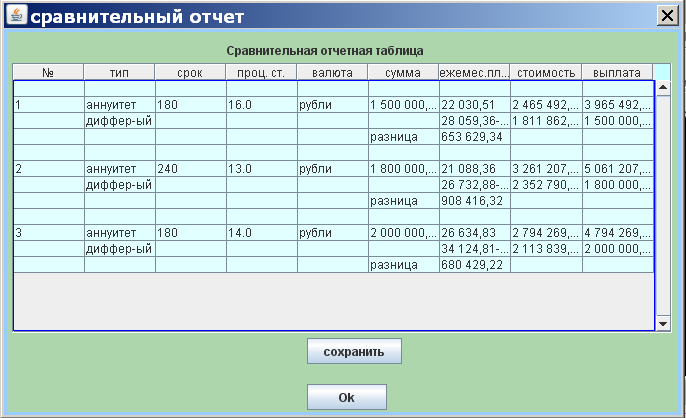 сравнительный отчет
Сравнительная отчетная таблица
№ тип срок проц. ст. валюта сумма ежемес.пл... стоимость выплата
1 аннуитет 180 16.0 рубли 1 500 000,... 22 030,51 2 465 492,... 3 965 492,...
диффер-ый 28 059,36-... 1 811 862,... 1 500 000,...
разница 653 629,34
2 аннуитет 240 13.0 рубли 1 800 000,... 21 088,36 3 261 207,... 5 061 207,...
диффер-ый 26 732,88-... 2 352 790,... 1 800 000,...
разница 908 416,32
3 аннуитет 180 14.0 рубли 2 000 000,... 26 634,83 2 794 269,... 4 794 269,...
диффер-ый 34 124,81-... 2 113 839,... 2 000 000,...
разница 680 429,22
сохранить
Ok